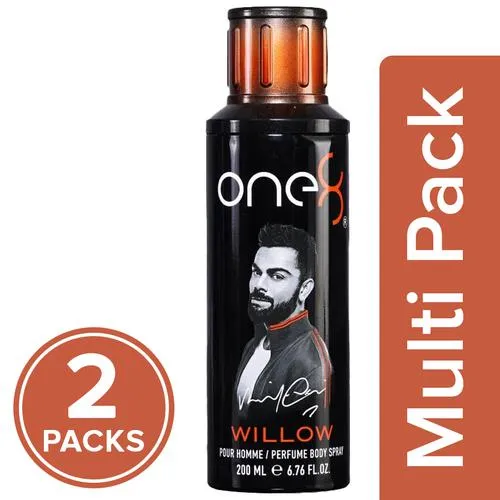 2
PACKS
one8
®
WILLOW
POUR HOMME / PERFUME BODY SPRAY
200 ML e 6.76 FL.OZ.
Multi Pack